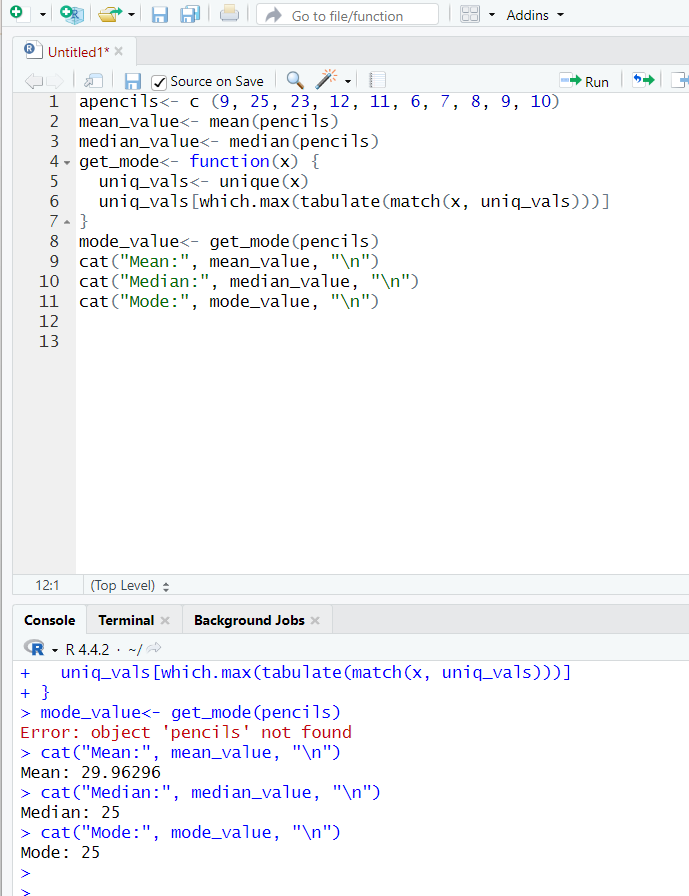 Go to file/function
Addins
Untitled1*
Source on Save
Run
1 apencils<- c (9, 25, 23, 12, 11, 6, 7, 8, 9, 10)
2 mean_value<- mean(pencils)
3 median_value<- median(pencils)
4 get_mode<- function(x) {
5   uniq_vals<- unique(x)
6   uniq_vals[which.max(tabulate(match(x, uniq_vals)))]
7 }
8 mode_value<- get_mode(pencils)
9 cat("Mean:", mean_value, "\n")
10 cat("Median:", median_value, "\n")
11 cat("Mode:", mode_value, "\n")
12
13
12:1 (Top Level)
Console Terminal Background Jobs
R R 4.4.2 · ~/
+   uniq_vals[which.max(tabulate(match(x, uniq_vals)))]
+ }
> mode_value<- get_mode(pencils)
Error: object 'pencils' not found
> cat("Mean:", mean_value, "\n")
Mean: 29.96296
> cat("Median:", median_value, "\n")
Median: 25
> cat("Mode:", mode_value, "\n")
Mode: 25
>
>